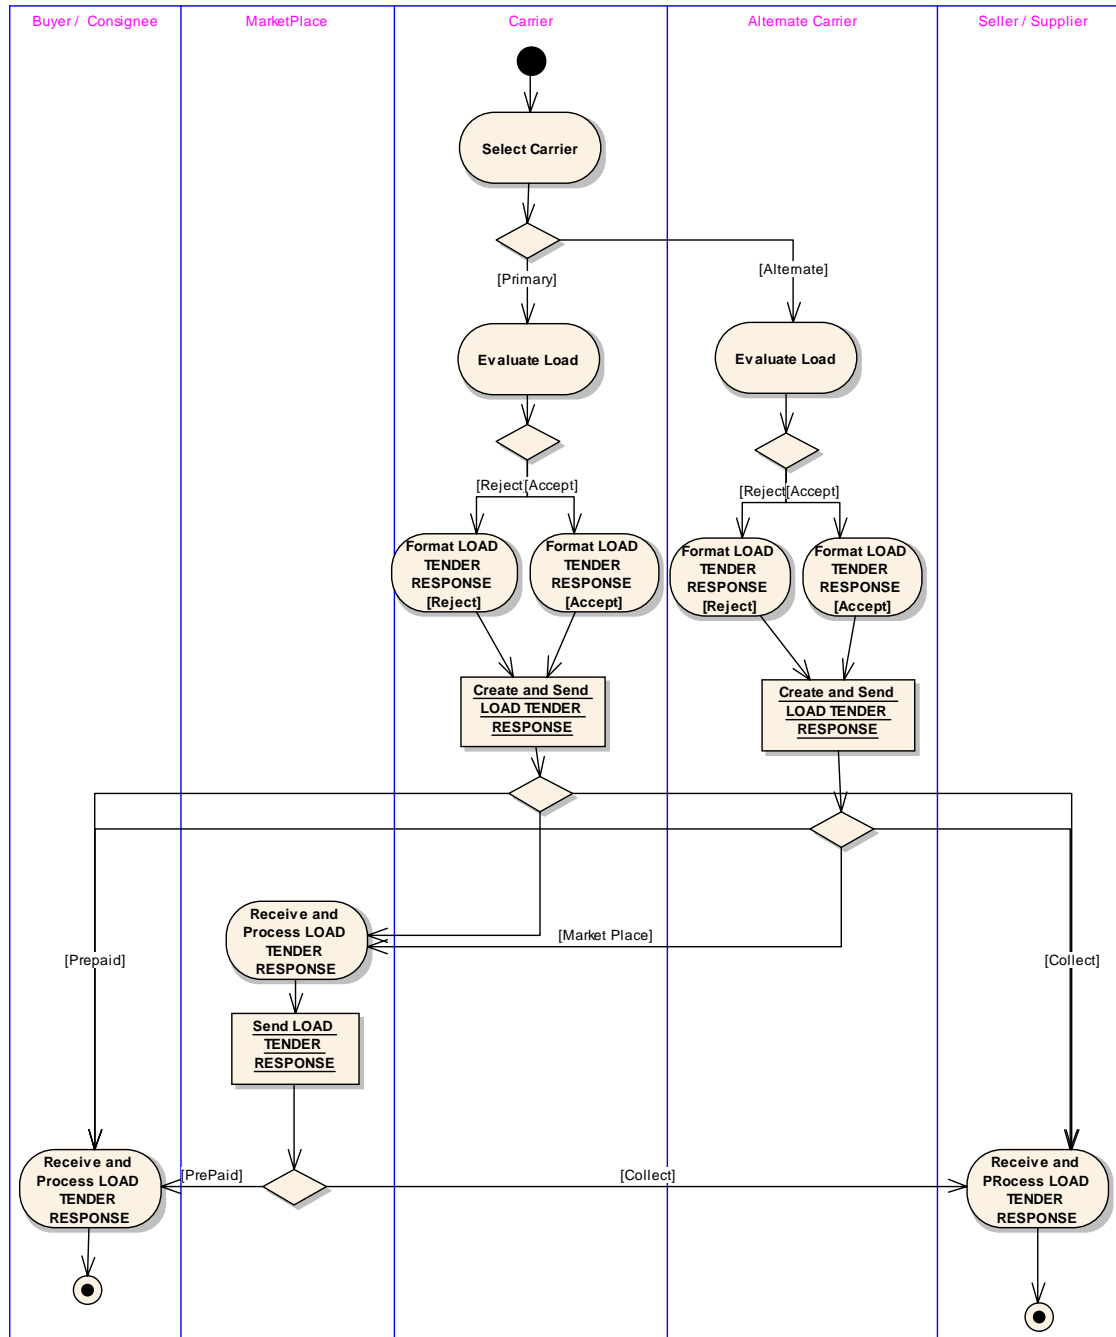 Buyer / Consignee
MarketPlace
Carrier
Alternate Carrier
Seller / Supplier
Select Carrier
[Primary]
[Alternate]
Evaluate Load
Evaluate Load
[Reject]
[Accept]
[Reject]
[Accept]
Format LOAD
TENDER
RESPONSE
[Reject]
Format LOAD
TENDER
RESPONSE
[Accept]
Format LOAD
TENDER
RESPONSE
[Reject]
Format LOAD
TENDER
RESPONSE
[Accept]
Create and Send
LOAD TENDER
RESPONSE
Create and Send
LOAD TENDER
RESPONSE
Receive and
Process LOAD
TENDER
RESPONSE
[Market Place]
[Prepaid]
[Collect]
Send LOAD
TENDER
RESPONSE
Receive and
Process LOAD
TENDER
RESPONSE
[PrePaid]
[Collect]
Receive and
PRocess LOAD
TENDER
RESPONSE